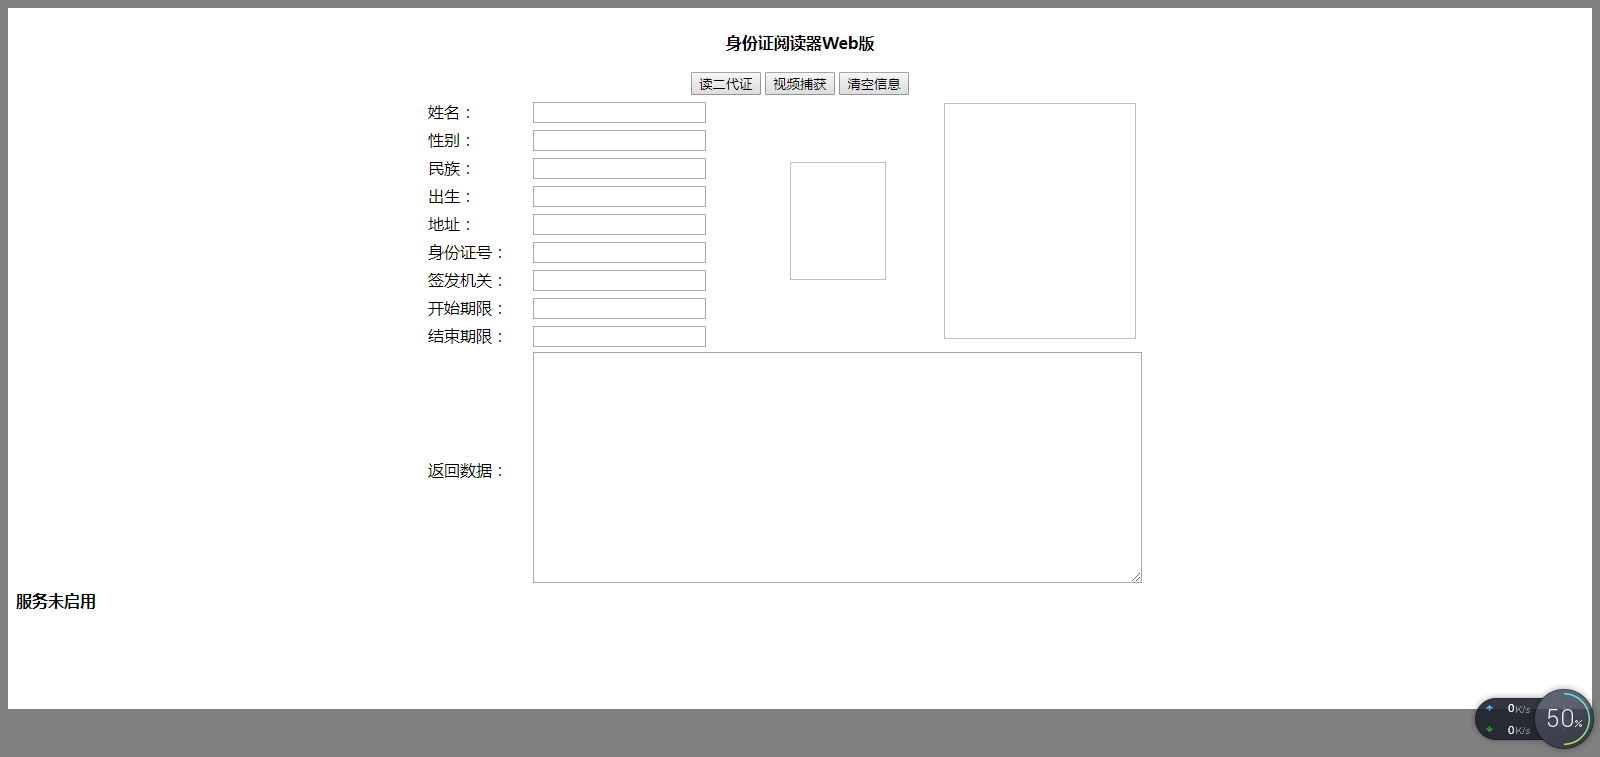 身份证阅读器Web版
读二代证 视频捕获 清空信息
姓名：
性别：
民族：
出生：
地址：
身份证号：
签发机关：
开始期限：
结束期限：
返回数据：
服务未启用
0K/s
0K/s
50%